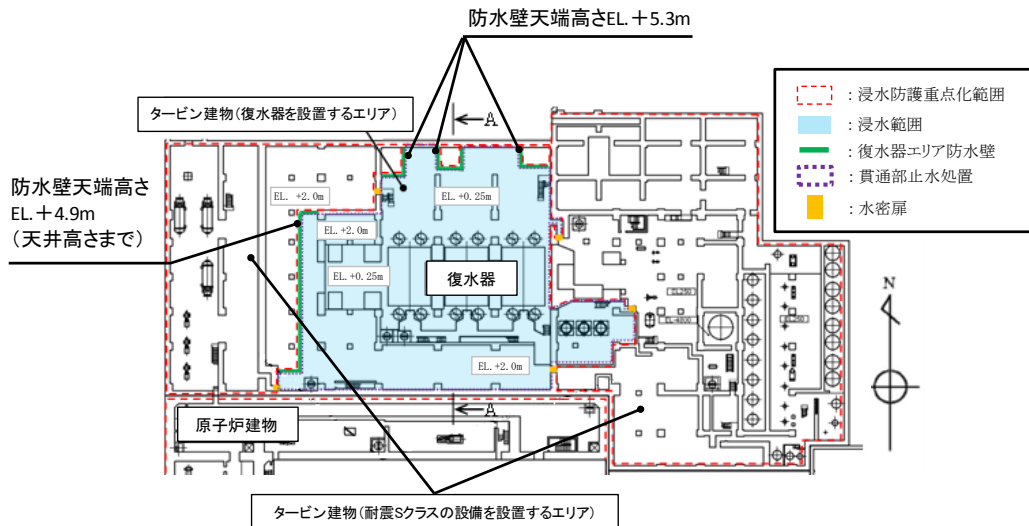 防水壁天端高さEL.＋5.3m
タービン建物(復水器を設置するエリア)
A
：浸水防護重点化範囲
：浸水範囲
：復水器エリア防水壁
：貫通部止水処置
：水密扉
防水壁天端高さ
EL.＋4.9m
（天井高さまで）
EL. +2.0m
EL. +0.25m
EL. +2.0m
EL. +0.25m
復水器
EL250
EL-4800
EL250
N
EL. +2.0m
A
原子炉建物
タービン建物(耐震Sクラスの設備を設置するエリア)